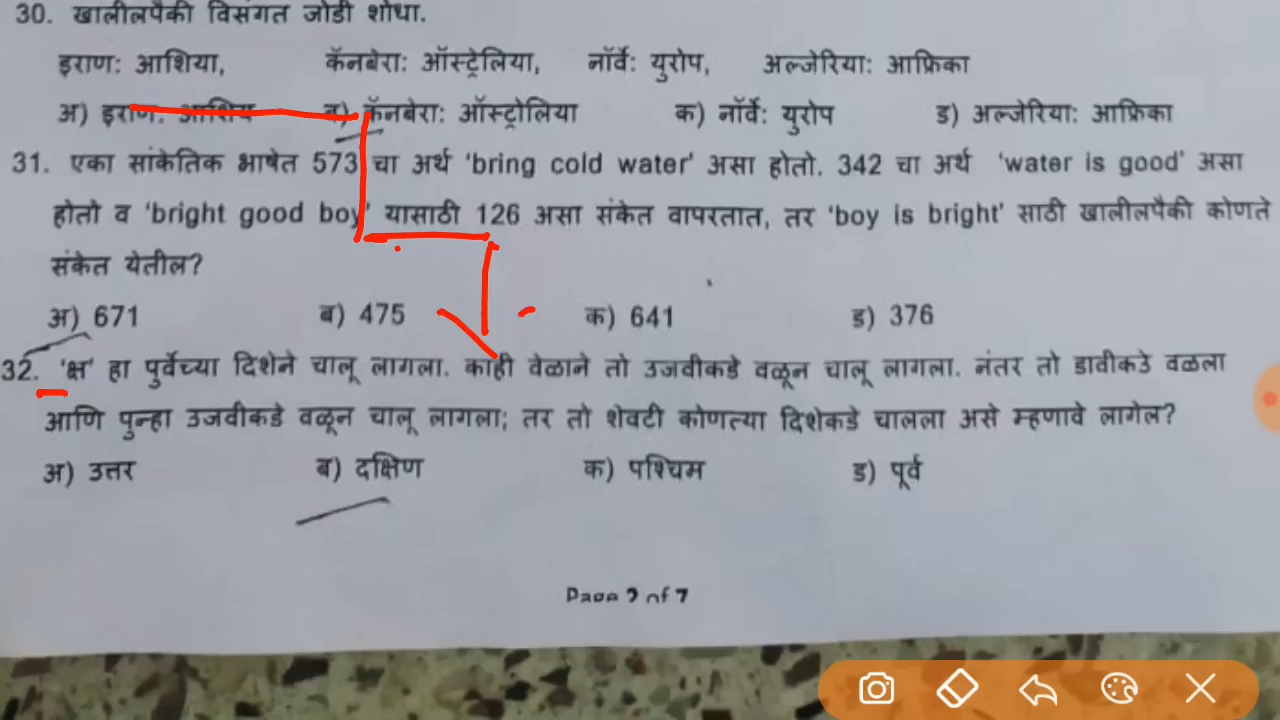 30. खालीलपैकी विसंगत जोडी शोधा.
इराण: आशिया, कॅनबेरा: ऑस्ट्रेलिया, नॉर्वे: युरोप, अल्जेरिया: आफ्रिका
अ) इराण: आशिय ब) कॅनबेरा: ऑस्ट्रोलिया क) नॉर्वे: युरोप ड) अल्जेरिया: आफ्रिका
31. एका सांकेतिक भाषेत 573 चा अर्थ 'bring cold water' असा होतो. 342 चा अर्थ 'water is good' असा
होतो व 'bright good boy' यासाठी 126 असा संकेत वापरतात, तर 'boy is bright' साठी खालीलपैकी कोणते
संकेत येतील?
अ) 671 ब) 475 क) 641 ड) 376
32. 'क्ष' हा पुर्वेच्या दिशेने चालू लागला. काही वेळाने तो उजवीकडे वळून चालू लागला. नंतर तो डावीकडे वळला
आणि पुन्हा उजवीकडे वळून चालू लागला; तर तो शेवटी कोणत्या दिशेकडे चालला असे म्हणावे लागेल?
अ) उत्तर ब) दक्षिण क) पश्चिम ड) पूर्व
Page 2 of 7